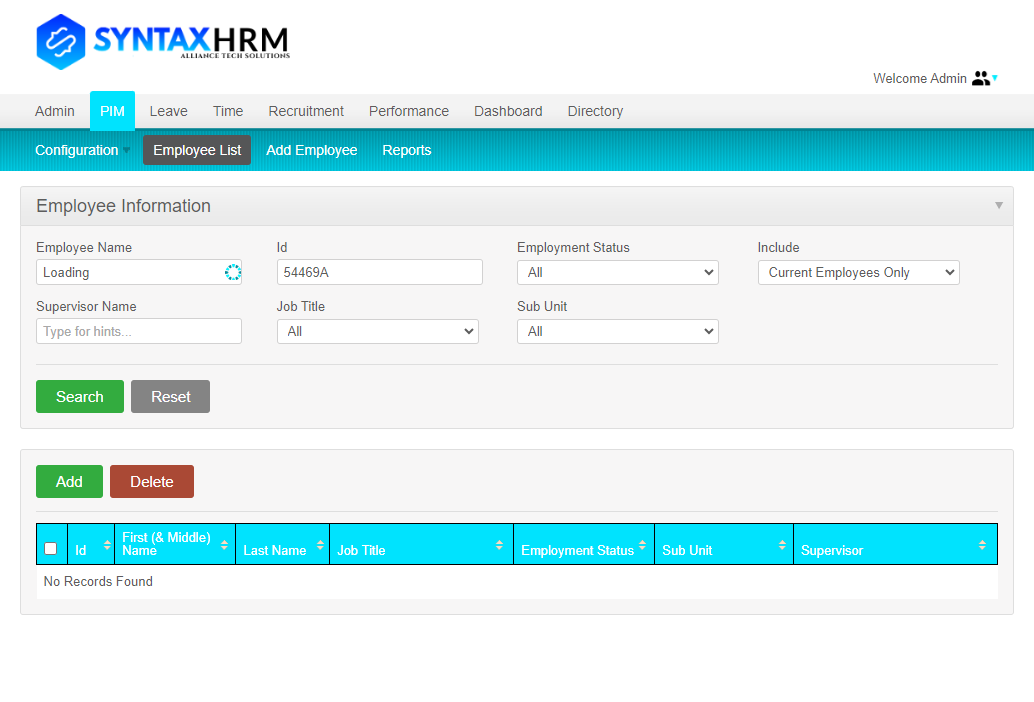 SYNTAXHRM
ALLIANCE TECH SOLUTIONS
Welcome Admin
Admin PIM Leave Time Recruitment Performance Dashboard Directory
Configuration Employee List Add Employee Reports
Employee Information
Employee Name Id Employment Status Include
Loading 54469A All Current Employees Only
Supervisor Name Job Title Sub Unit
Type for hints... All All
Search Reset
Add Delete
Id First (& Middle) Name Last Name Job Title Employment Status Sub Unit Supervisor
No Records Found